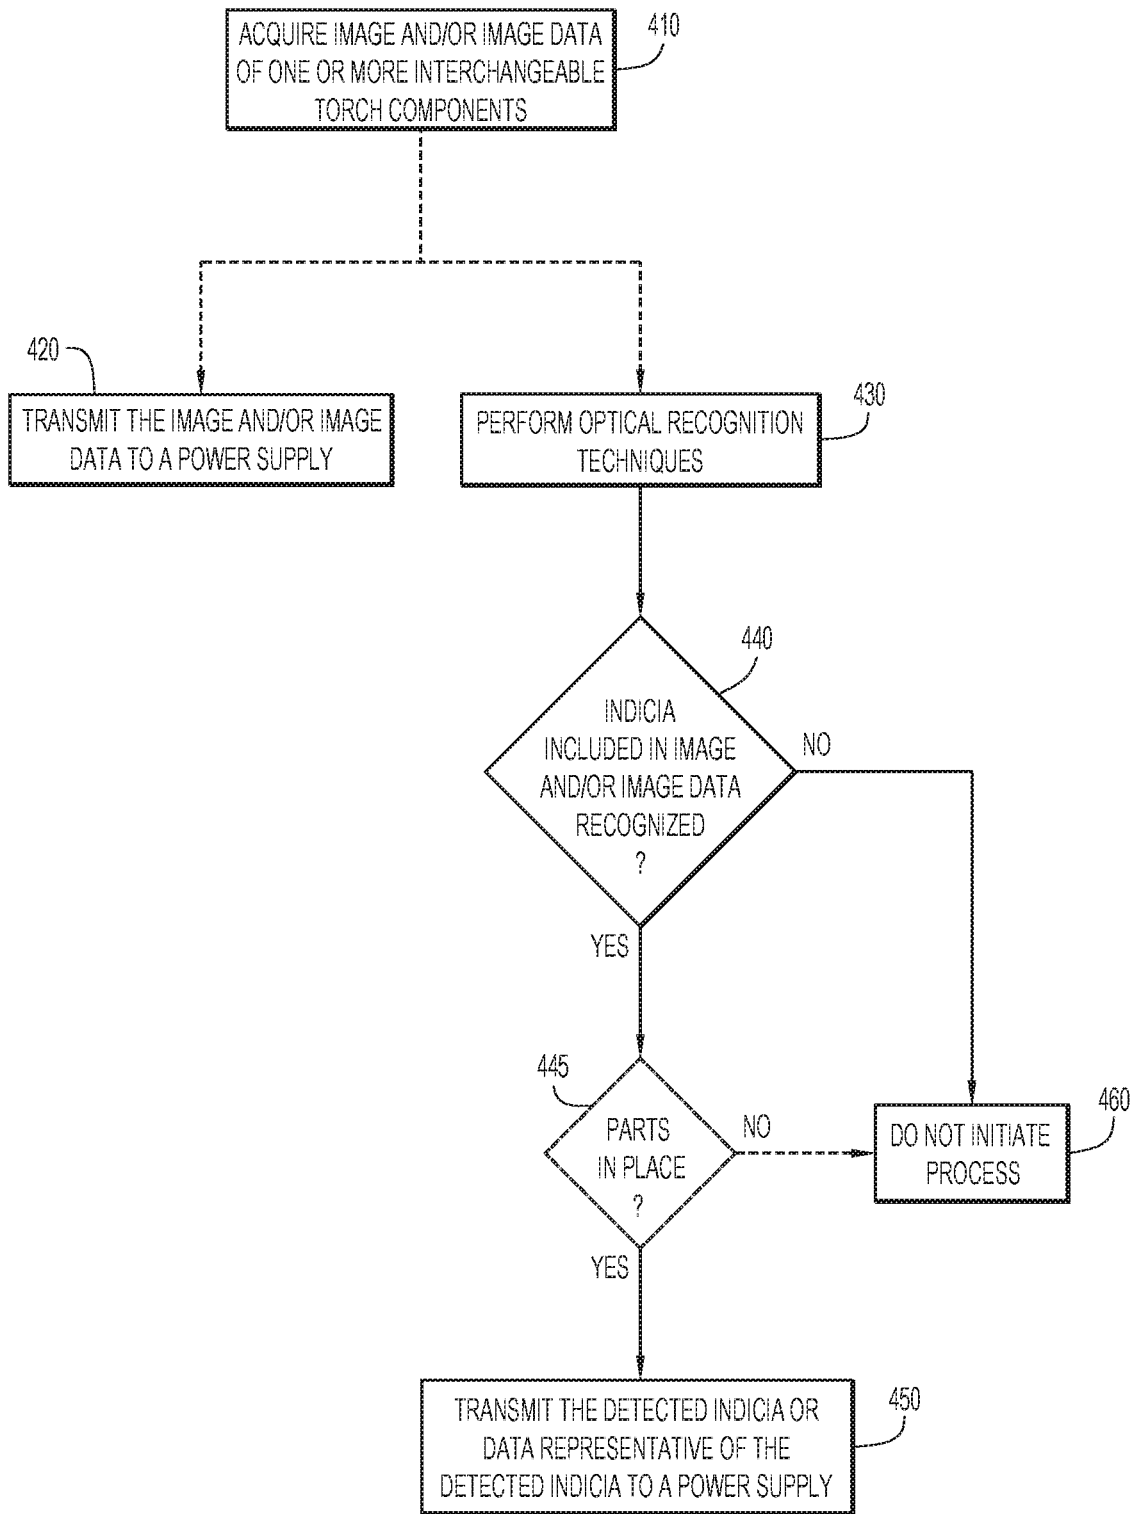 ACQUIRE IMAGE AND/OR IMAGE DATA
OF ONE OR MORE INTERCHANGEABLE
TORCH COMPONENTS
410
420
TRANSMIT THE IMAGE AND/OR IMAGE
DATA TO A POWER SUPPLY
430
PERFORM OPTICAL RECOGNITION
TECHNIQUES
440
INDICIA
INCLUDED IN IMAGE
AND/OR IMAGE DATA
RECOGNIZED
?
NO
YES
445
PARTS
IN PLACE
?
NO
YES
460
DO NOT INITIATE
PROCESS
450
TRANSMIT THE DETECTED INDICIA OR
DATA REPRESENTATIVE OF THE
DETECTED INDICIA TO A POWER SUPPLY